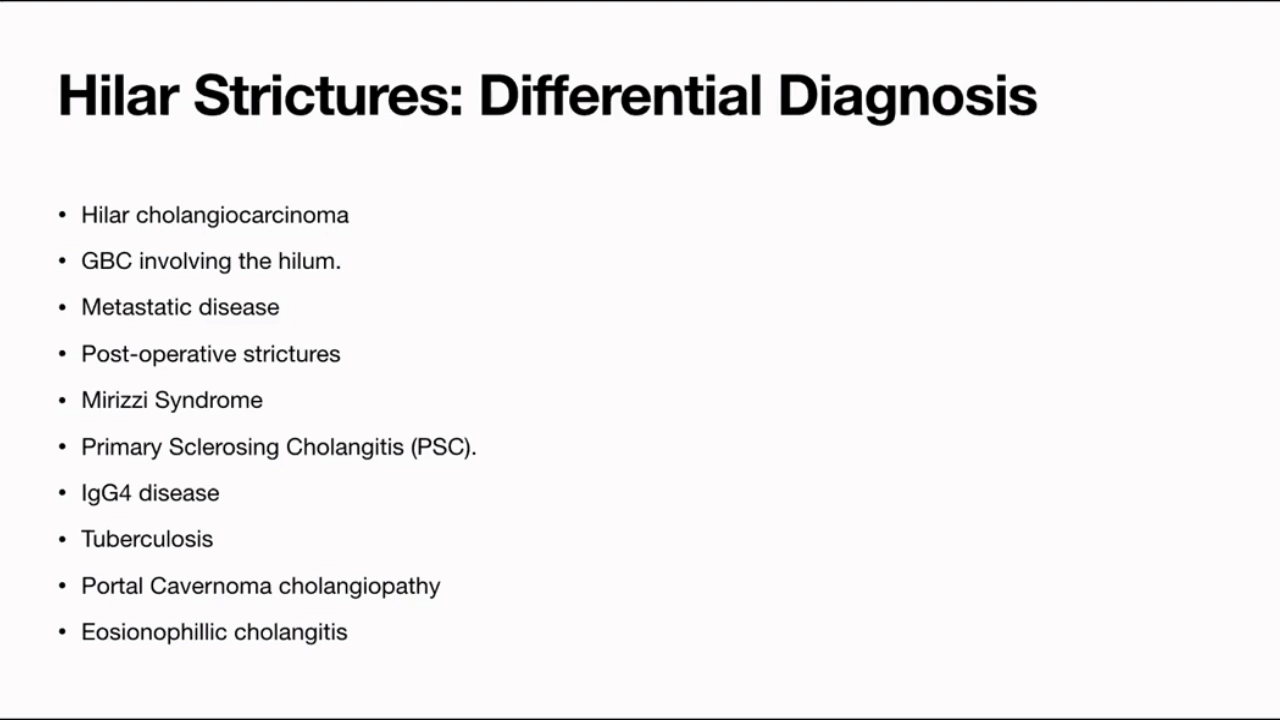 Hilar Strictures: Differential Diagnosis
• Hilar cholangiocarcinoma
• GBC involving the hilum.
• Metastatic disease
• Post-operative strictures
• Mirizzi Syndrome
• Primary Sclerosing Cholangitis (PSC).
• IgG4 disease
• Tuberculosis
• Portal Cavernoma cholangiopathy
• Eosionophillic cholangitis